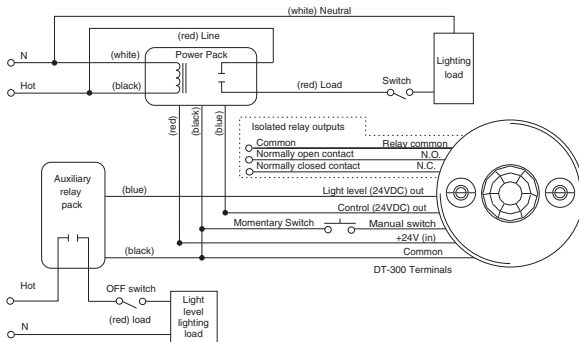 (white) Neutral
(red) Line
N
(white)
Power Pack
Lighting load
Hot
(black)
(red) Load
Switch
(red)
(black)
(blue)
Isolated relay outputs
Common
Relay common
Normally open contact
N.O.
Normally closed contact
N.C.
Auxiliary relay pack
(blue)
Light level (24VDC) out
Control (24VDC) out
Momentary Switch
Manual switch
+24V (in)
(black)
Common
DT-300 Terminals
Hot
OFF switch
(red) load
Light level lighting load
N